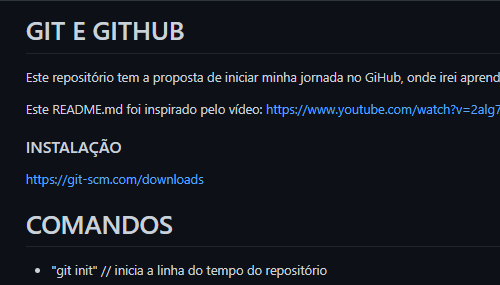 GIT E GITHUB
Este repositório tem a proposta de iniciar minha jornada no GiHub, onde irei aprend
Este README.md foi inspirado pelo vídeo: https://www.youtube.com/watch?v=2alg7
INSTALAÇÃO
https://git-scm.com/downloads
COMANDOS
• "git init" // inicia a linha do tempo do repositório